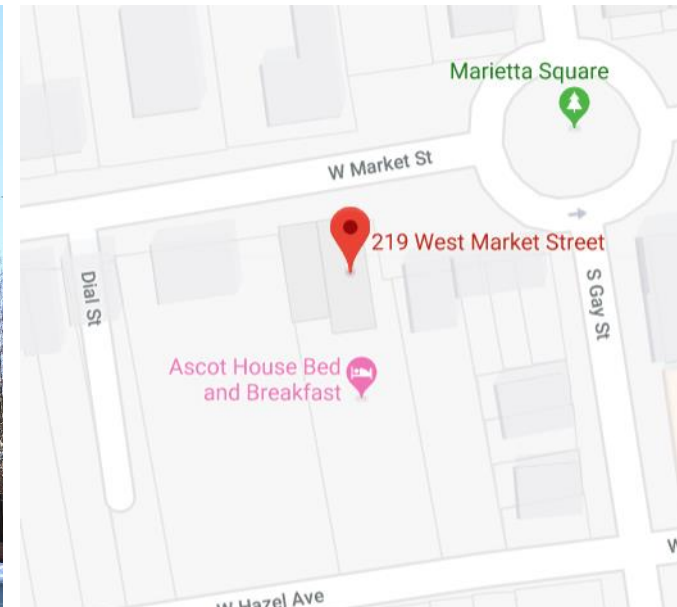 Marietta Square
W Market St
219 West Market Street
Dial St
S Gay St
Ascot House Bed
and Breakfast
W Hazel Ave
W